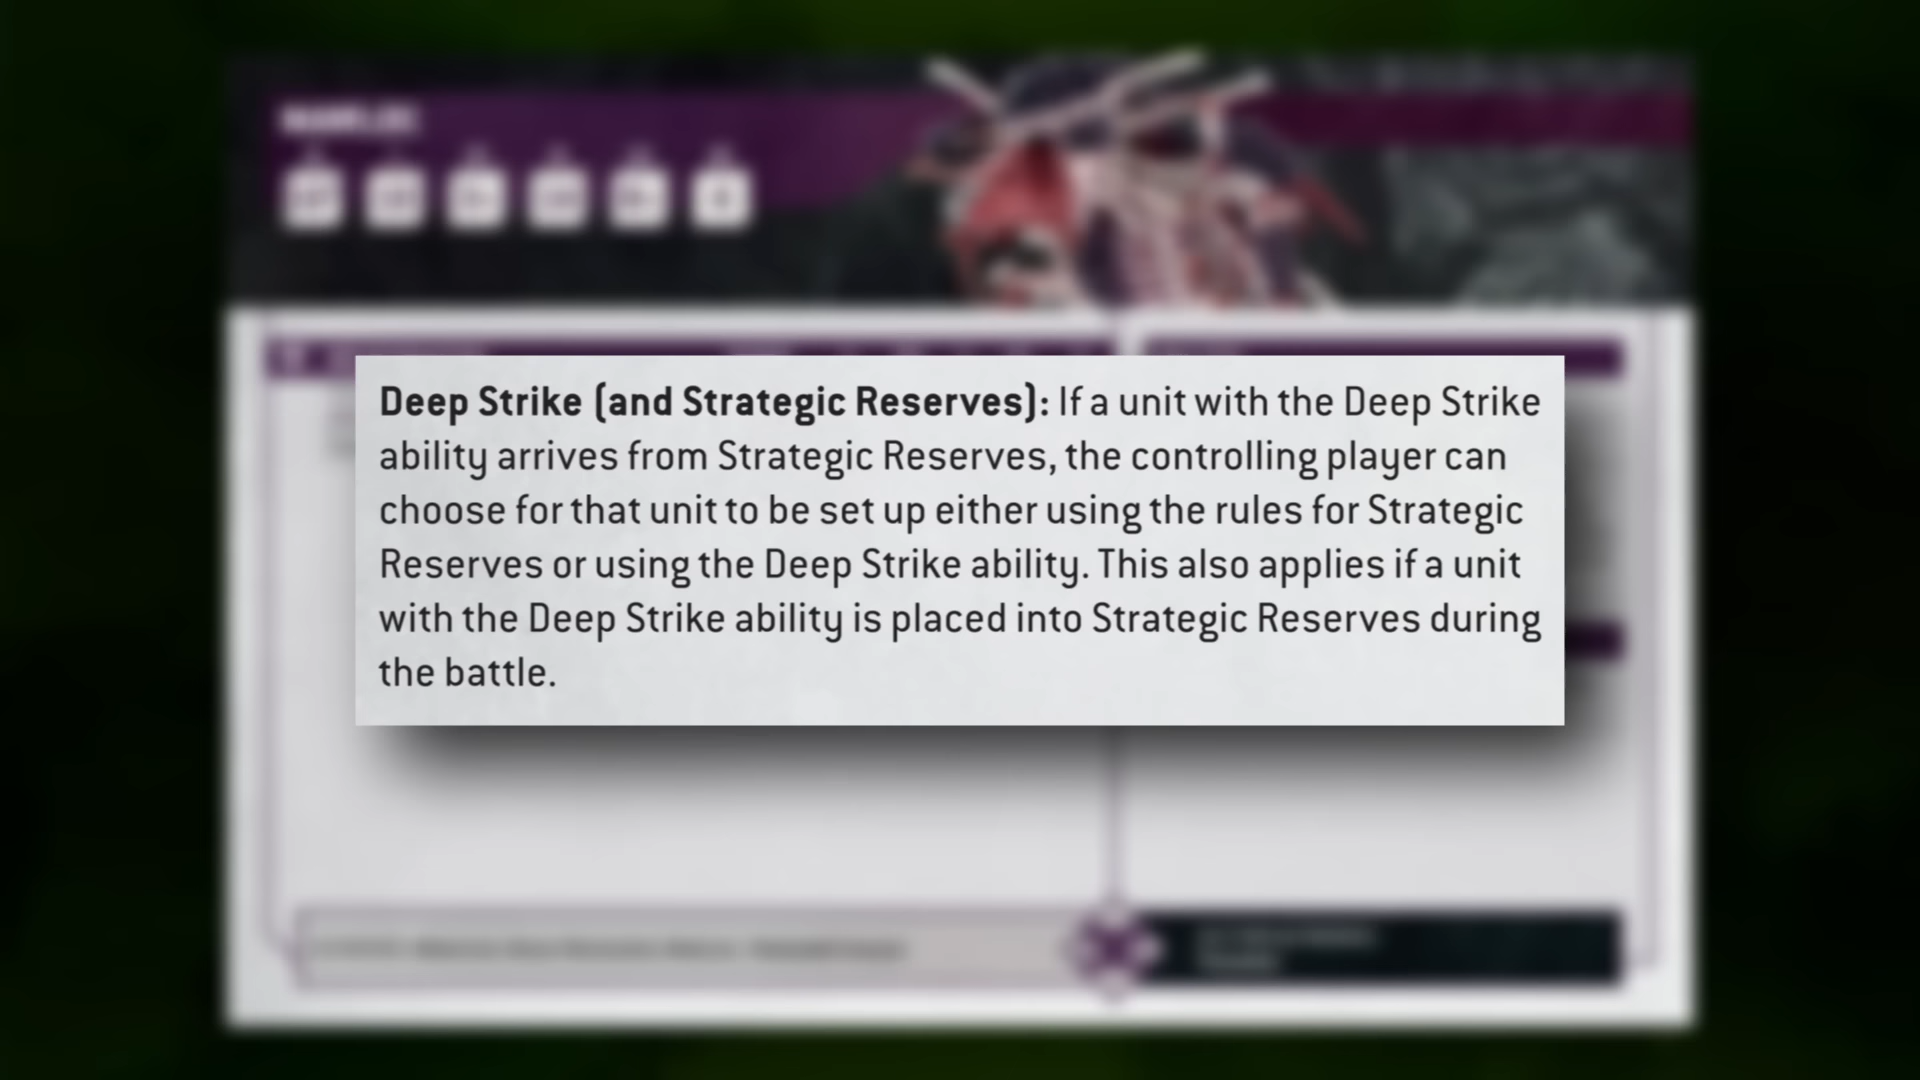 Deep Strike (and Strategic Reserves): If a unit with the Deep Strike
ability arrives from Strategic Reserves, the controlling player can
choose for that unit to be set up either using the rules for Strategic
Reserves or using the Deep Strike ability. This also applies if a unit
with the Deep Strike ability is placed into Strategic Reserves during
the battle.